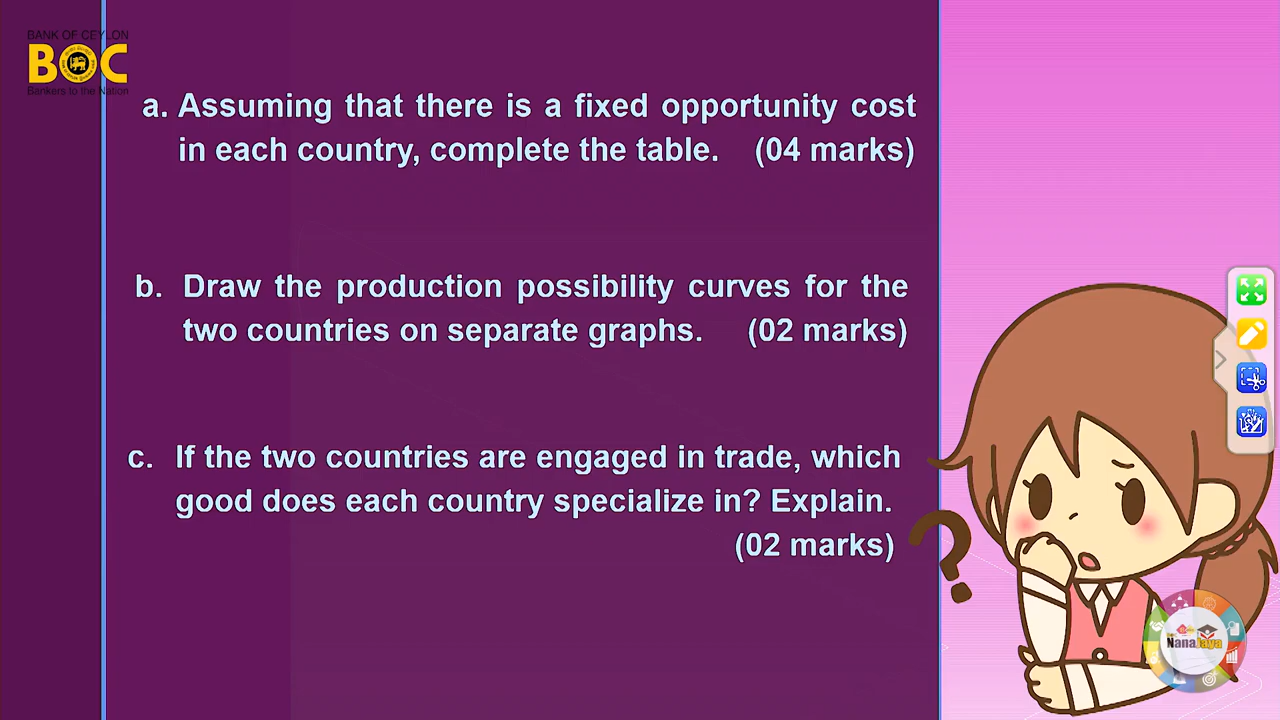 BANK OF CEYLON
BOC
Bankers to the Nation
a. Assuming that there is a fixed opportunity cost
in each country, complete the table. (04 marks)
b. Draw the production possibility curves for the
two countries on separate graphs. (02 marks)
c. If the two countries are engaged in trade, which
good does each country specialize in? Explain.
(02 marks)
?
NanaJaya